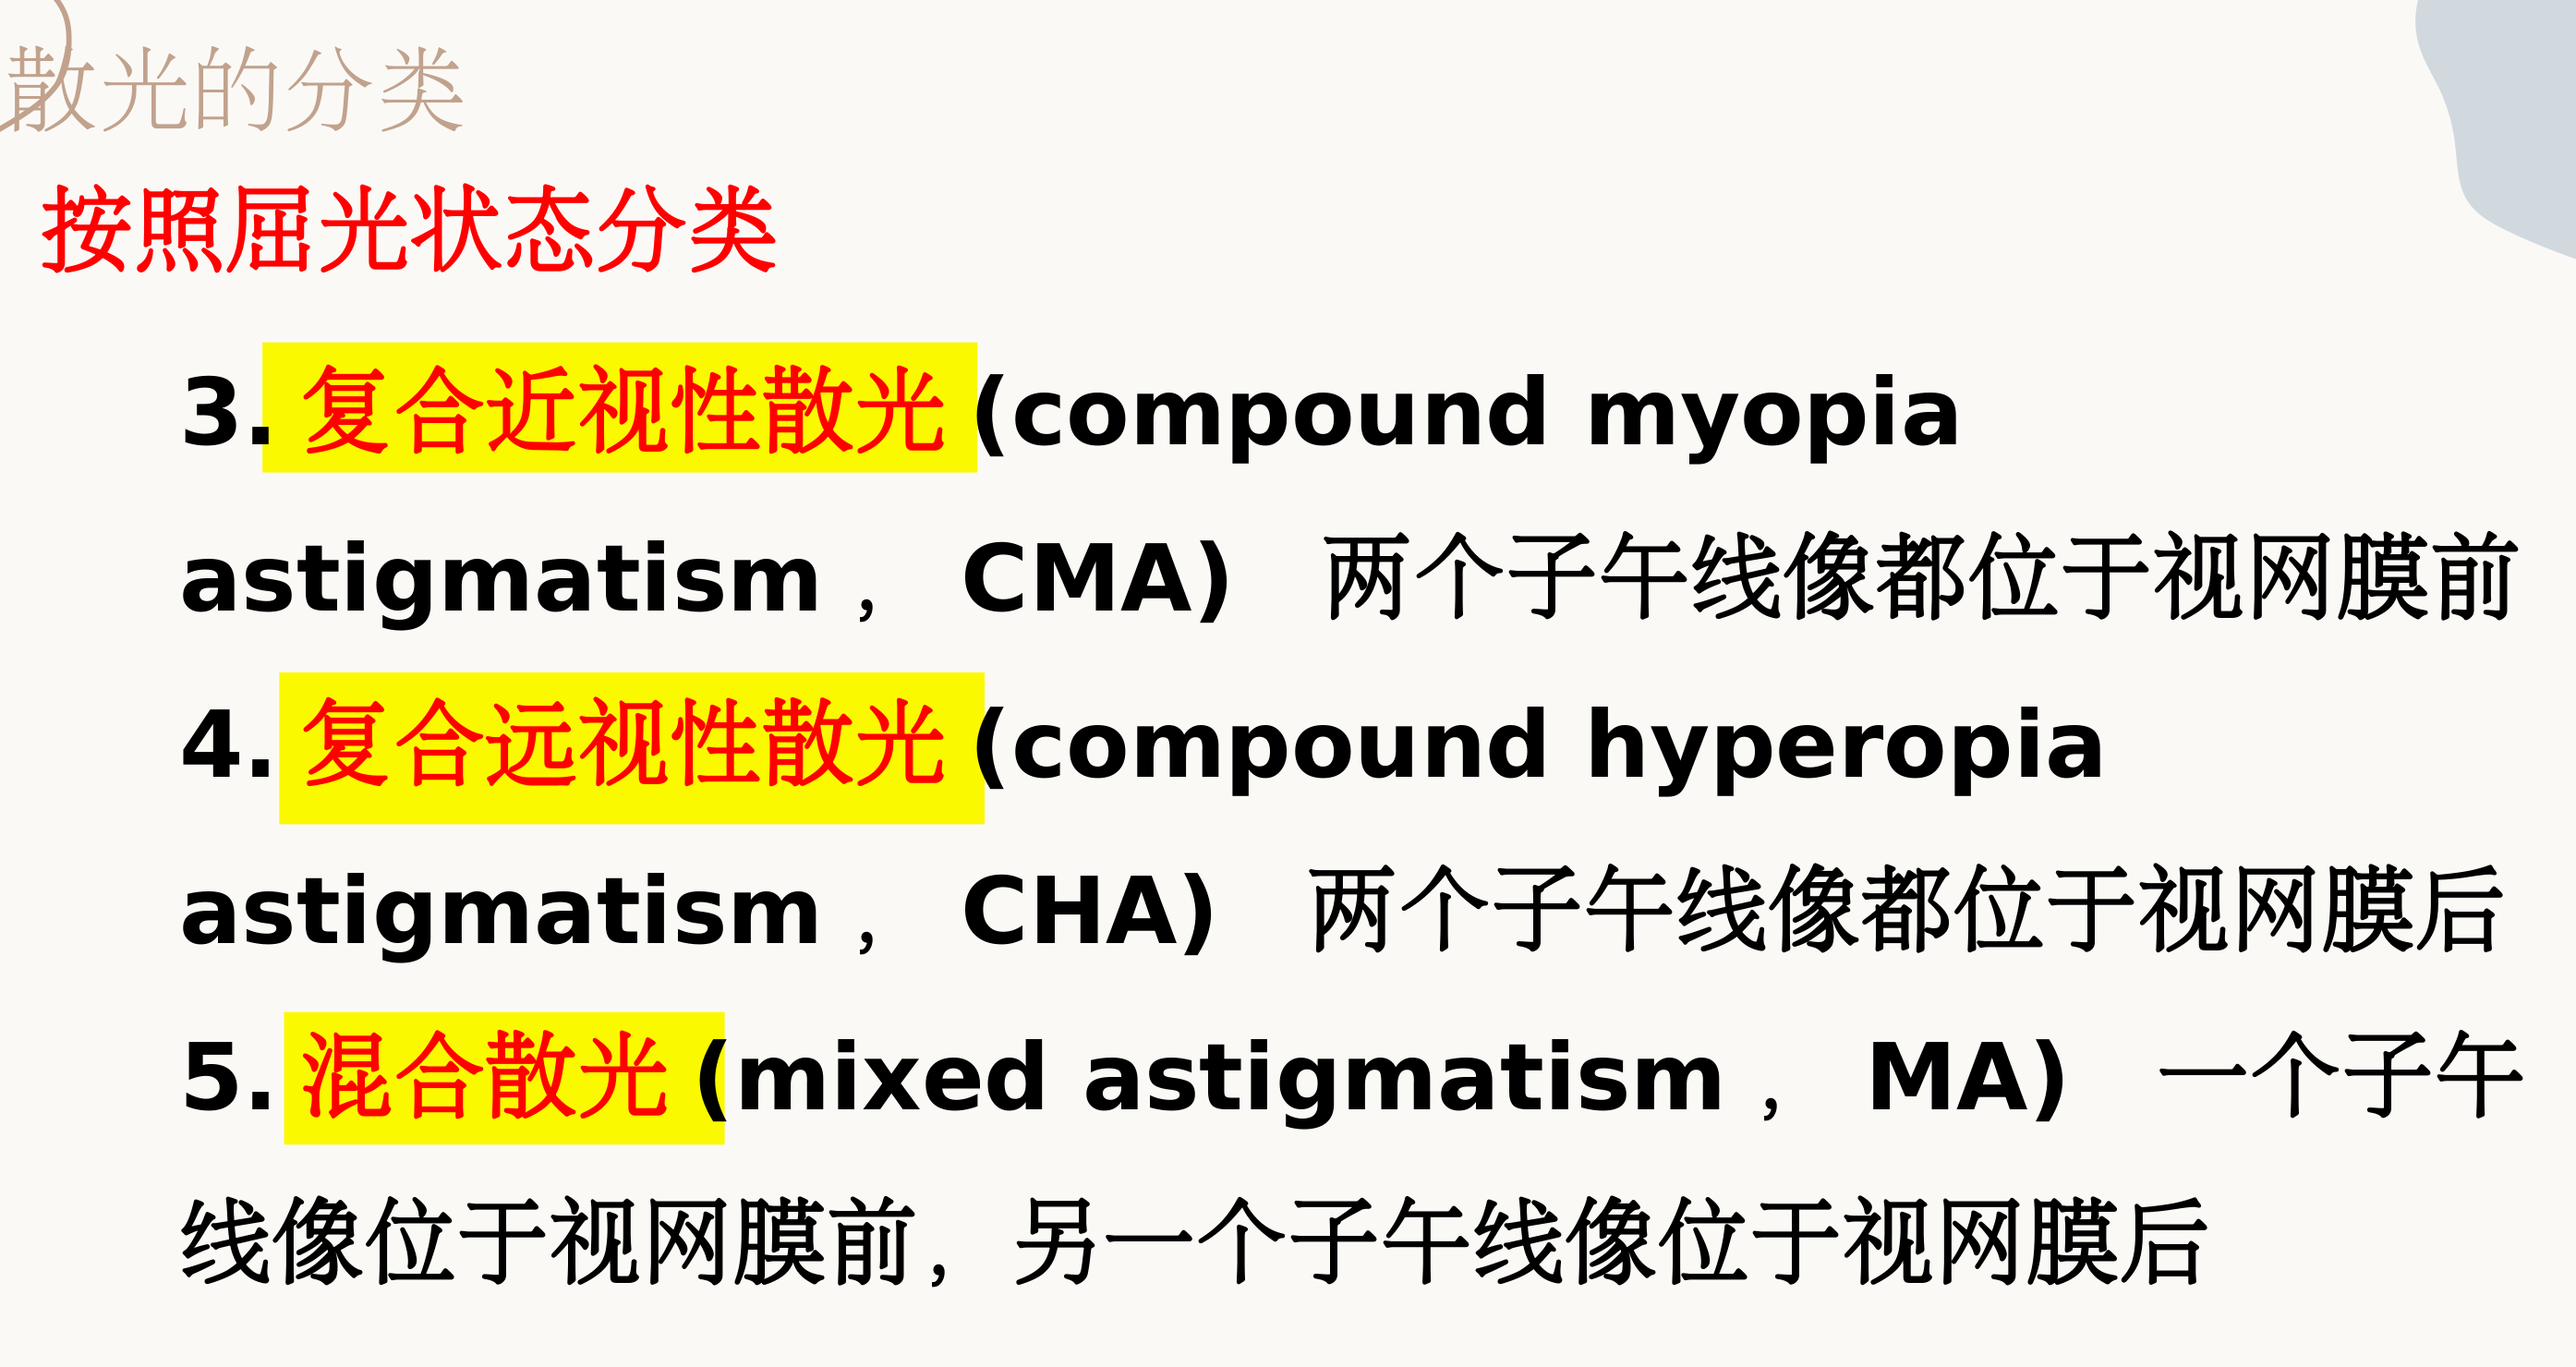 散光的分类
按照屈光状态分类
3. 复合近视性散光 (compound myopia
astigmatism， CMA) 两个子午线像都位于视网膜前
4. 复合远视性散光 (compound hyperopia
astigmatism， CHA) 两个子午线像都位于视网膜后
5. 混合散光 (mixed astigmatism， MA) 一个子午
线像位于视网膜前，另一个子午线像位于视网膜后